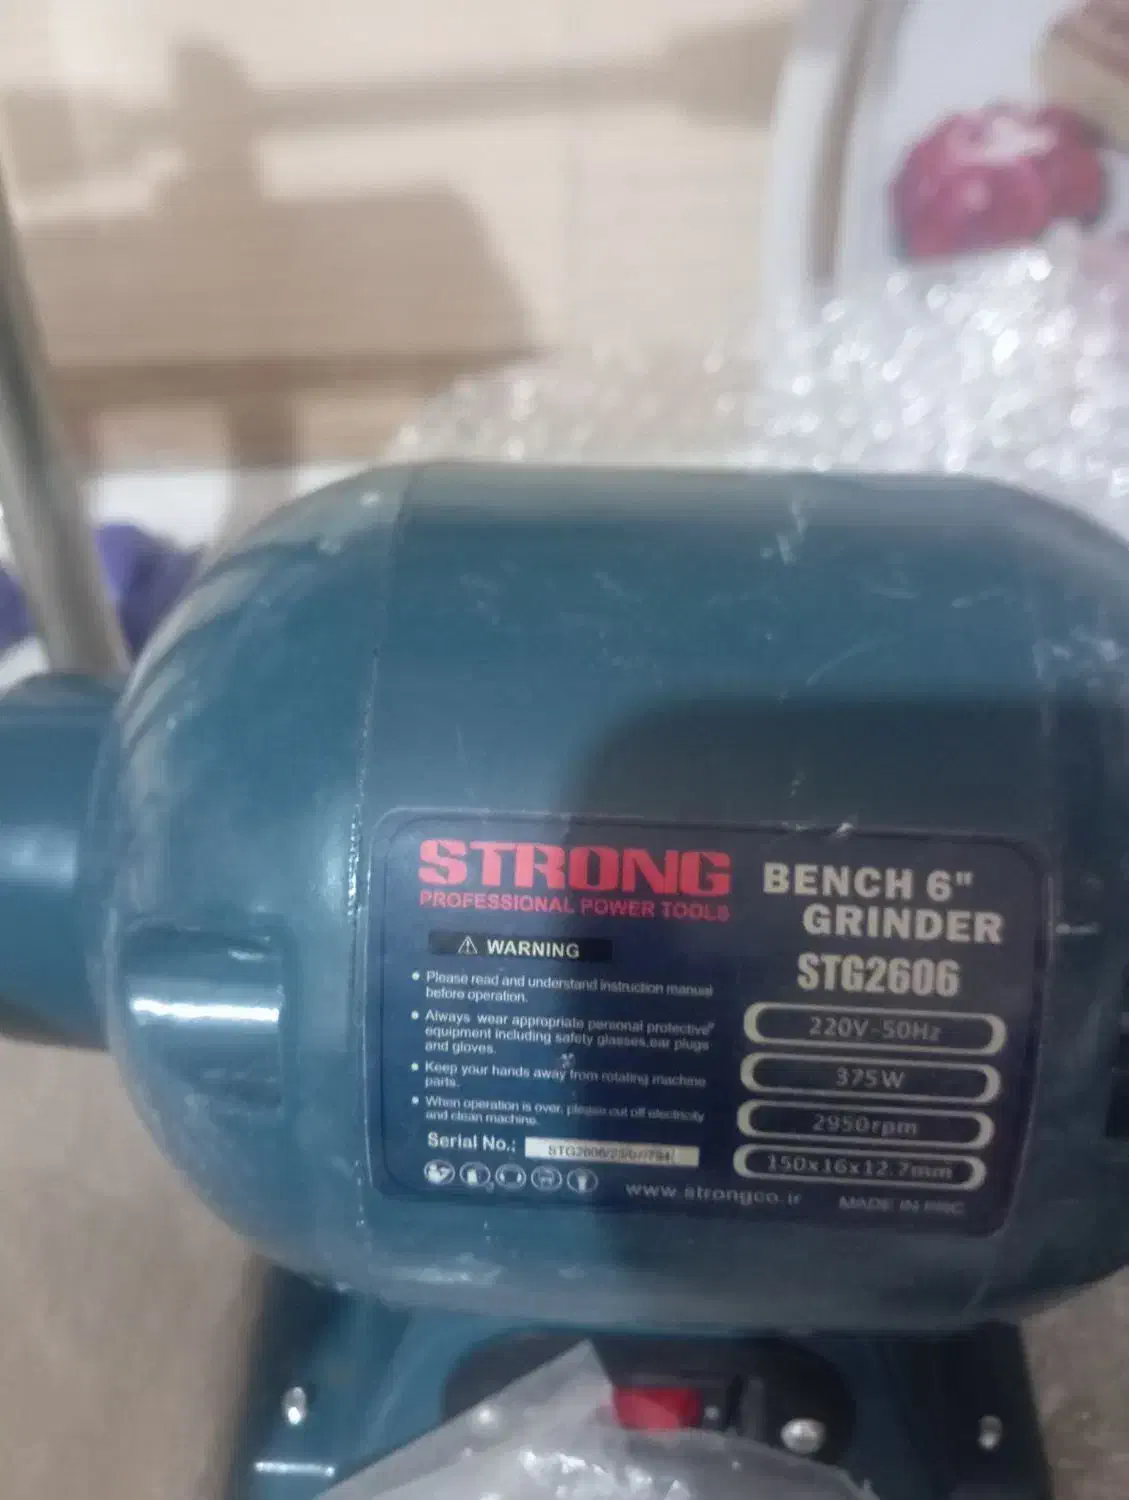 STRONG
PROFESSIONAL POWER TOOLS
WARNING
Please read and understand instruction manual
before operation.
Always wear appropriate personal protective
equipment including safety glasses,ear plugs
and gloves.
Keep your hands away from rotating machine
parts.
When operation is over, please cut off electricity
and clean machine.
Serial No.:
BENCH 6"
GRINDER
STG2606
220V~50Hz
375W
2950rpm
150x16x12.7mm
www.strongco.ir
MADE IN PRC